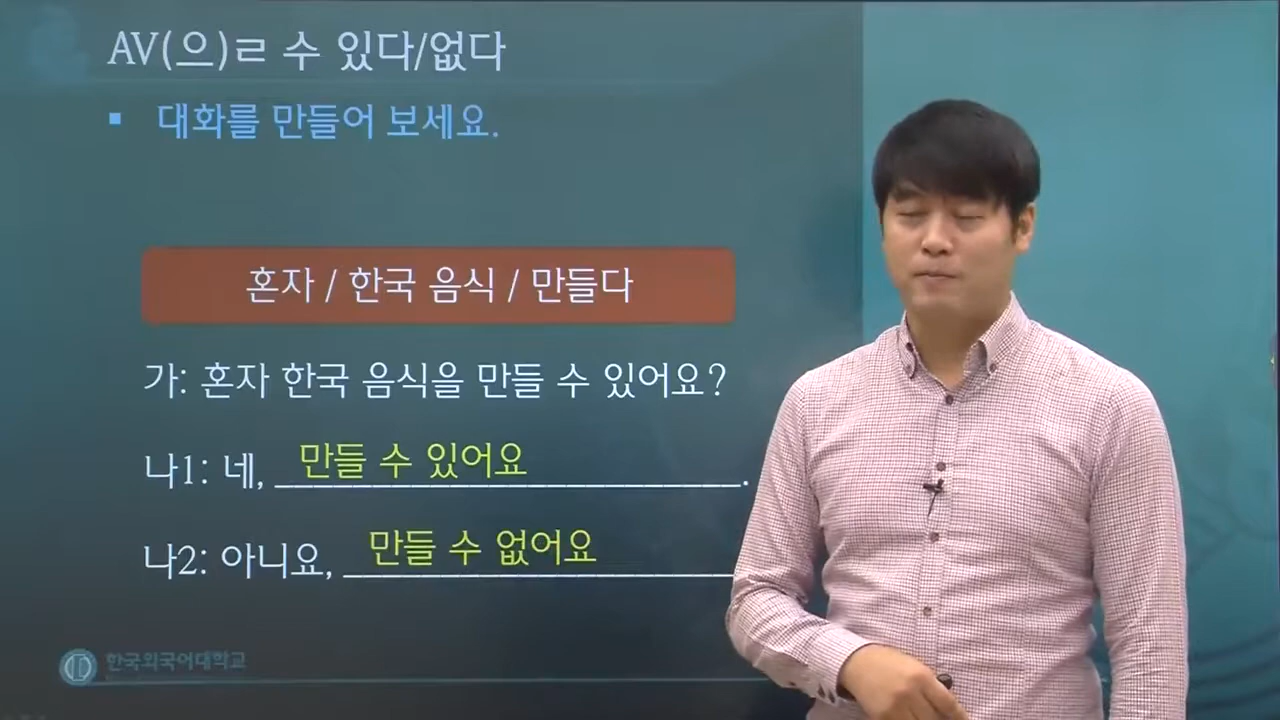 AV(으)ㄹ 수 있다/없다
▪ 대화를 만들어 보세요.
혼자 / 한국 음식 / 만들다
가: 혼자 한국 음식을 만들 수 있어요?
나1: 네, 만들 수 있어요.
나2: 아니요, 만들 수 없어요
한국외국어대학교